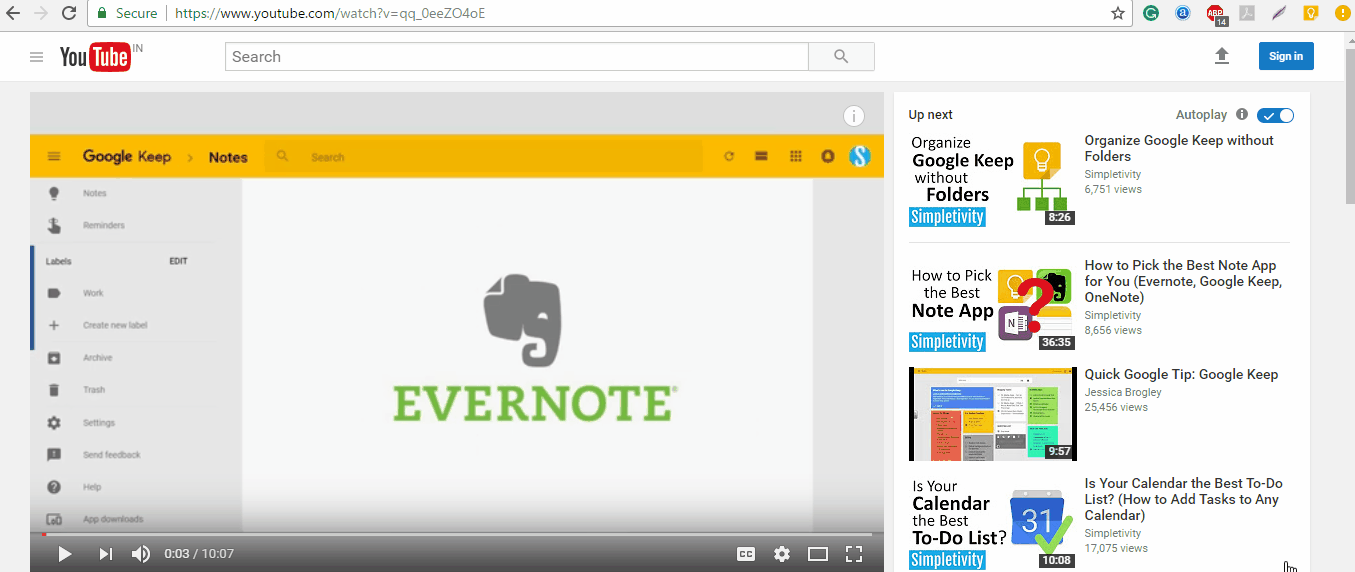 Secure
https://www.youtube.com/watch?v=qq_0eeZO4oE
ABP
14
YouTube IN
Search
Sign in
Google Keep > Notes
Search
S
Notes
Reminders
Labels EDIT
Work
Create new label
Archive
Trash
Settings
Send feedback
Help
App downloads
EVERNOTE®
0:03 / 10:07
CC
Up next
Autoplay
Organize
Google Keep
without
Folders
Simpletivity
8:26
Organize Google Keep without
Folders
Simpletivity
6,751 views
How to Pick
the Best
Note App
Simpletivity
N
?
36:35
How to Pick the Best Note App
for You (Evernote, Google Keep,
OneNote)
Simpletivity
8,656 views
9:57
Quick Google Tip: Google Keep
Jessica Brogley
25,456 views
Is Your
Calendar
the Best
To-Do List?
Simpletivity
31
10:08
Is Your Calendar the Best To-Do
List? (How to Add Tasks to Any
Calendar)
Simpletivity
17,075 views